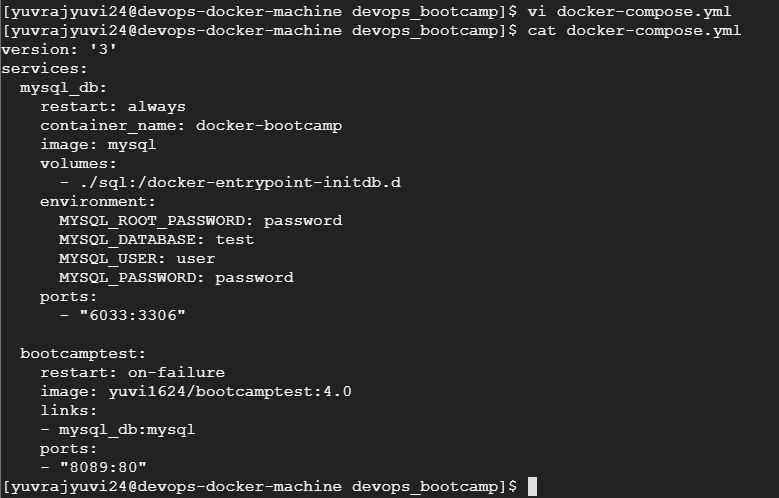 [yuvrajyuvi24@devops-docker-machine devops_bootcamp]$ vi docker-compose.yml
[yuvrajyuvi24@devops-docker-machine devops_bootcamp]$ cat docker-compose.yml
version: '3'
services:
  mysql_db:
    restart: always
    container_name: docker-bootcamp
    image: mysql
    volumes:
      - ./sql:/docker-entrypoint-initdb.d
    environment:
      MYSQL_ROOT_PASSWORD: password
      MYSQL_DATABASE: test
      MYSQL_USER: user
      MYSQL_PASSWORD: password
    ports:
      - "6033:3306"

  bootcamptest:
    restart: on-failure
    image: yuvi1624/bootcamptest:4.0
    links:
    - mysql_db:mysql
    ports:
    - "8089:80"
[yuvrajyuvi24@devops-docker-machine devops_bootcamp]$